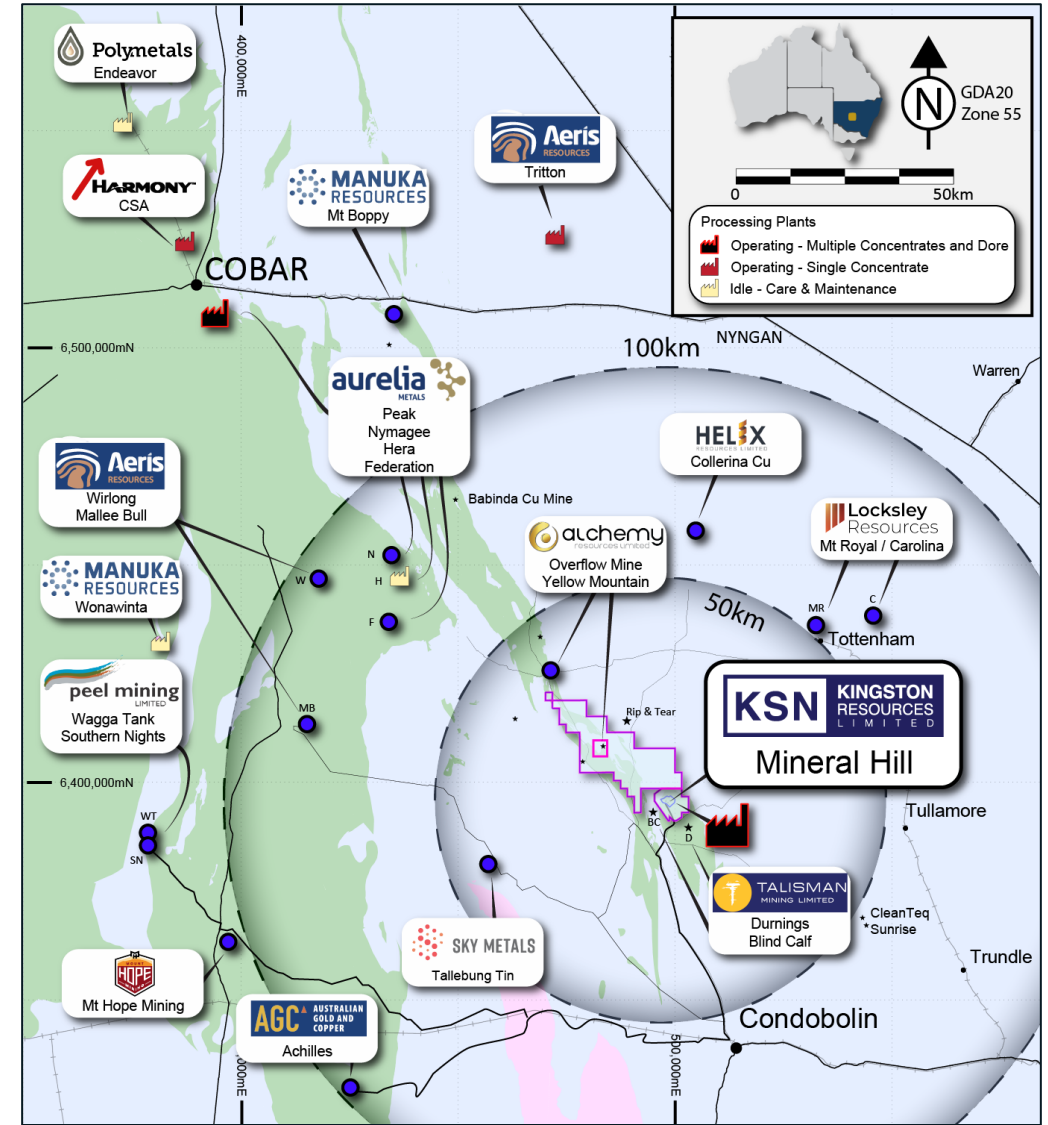 400,000mE
Polymetals
Endeavor
HARMONY™
CSA
MANUKA
RESOURCES
Mt Boppy
Aeris
RESOURCES
Tritton
N
GDA20
Zone 55
0
50km
Processing Plants
Operating - Multiple Concentrates and Dore
Operating - Single Concentrate
Idle - Care & Maintenance
COBAR
6,500,000mN
NYNGAN
100km
Warren
aurelia
METALS
Peak
Nymagee
Hera
Federation
HELIX
RESOURCES LIMITED
Collerina Cu
Aeris
RESOURCES
Wirlong
Mallee Bull
Babinda Cu Mine
alchemy
resources limited
Overflow Mine
Yellow Mountain
Locksley
Resources
Mt Royal / Carolina
N
H
W
F
MANUKA
RESOURCES
Wonawinta
50km
MR
C
Tottenham
peel mining
LIMITED
Wagga Tank
Southern Nights
MB
Rip & Tear
KSN
KINGSTON
RESOURCES
LIMITED
Mineral Hill
6,400,000mN
WT
SN
BC
D
Tullamore
TALISMAN
MINING LIMITED
Durnings
Blind Calf
CleanTeq
Sunrise
SKY METALS
Tallebung Tin
Trundle
MOUNT
HOPE
MINING
Mt Hope Mining
AGC
AUSTRALIAN
GOLD AND
COPPER
Achilles
Condobolin
000mE
500,000mE